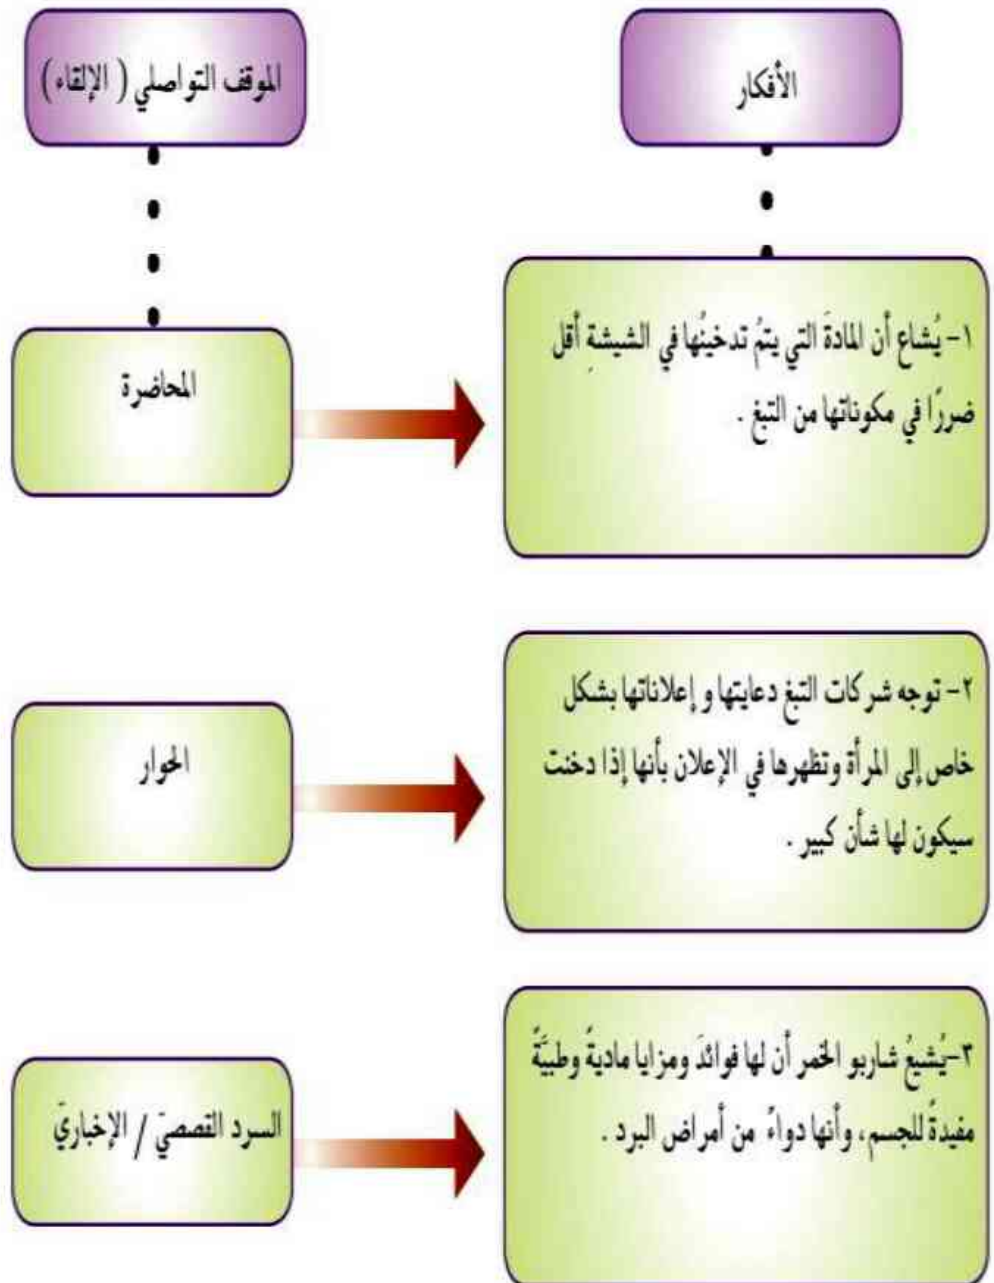 الأفكار
الموقف التواصلي ( الإلقاء )
١- يُشاع أن المادةَ التي يتمُ تدخينُها في الشيشةِ أقل
ضررًا في مكوناتها من التبغ .
المحاضرة
٢- توجه شركات التبغ دعايتها و إعلاناتها بشكل
خاص إلى المرأة وتظهرها في الإعلان بأنها إذا دخنت
سيكون لها شأن كبير .
الحوار
٣-يُشيعُ شاربو الخمر أن لها فوائدَ ومزايا ماديةً وطبيَّةً
مفيدةً للجسم، وأنها دواءً من أمراض البرد .
السرد القصصيّ / الإخباريّ